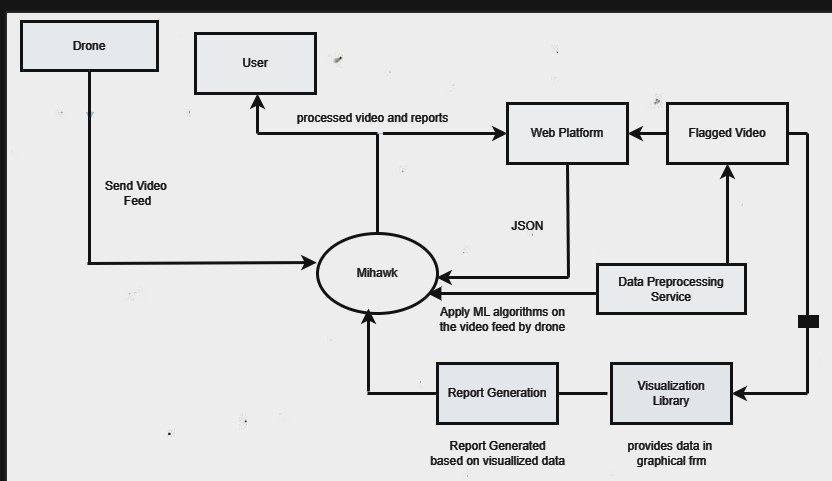 Drone
User
processed video and reports
Web Platform
Flagged Video
Send Video
Feed
JSON
Mihawk
Data Preprocessing
Service
Apply ML algorithms on
the video feed by drone
Report Generation
Visualization
Library
Report Generated
based on visuallized data
provides data in
graphical frm